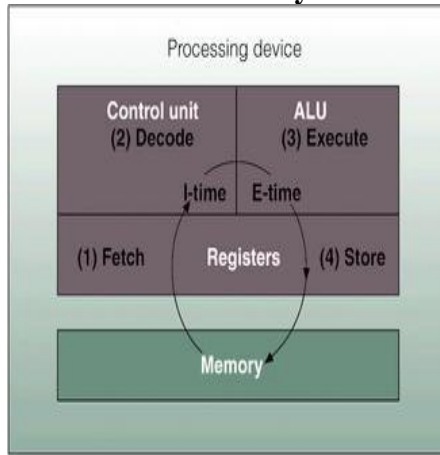 Processing device
Control unit ALU
(2) Decode (3) Execute
I-time E-time
(1) Fetch Registers (4) Store
Memory